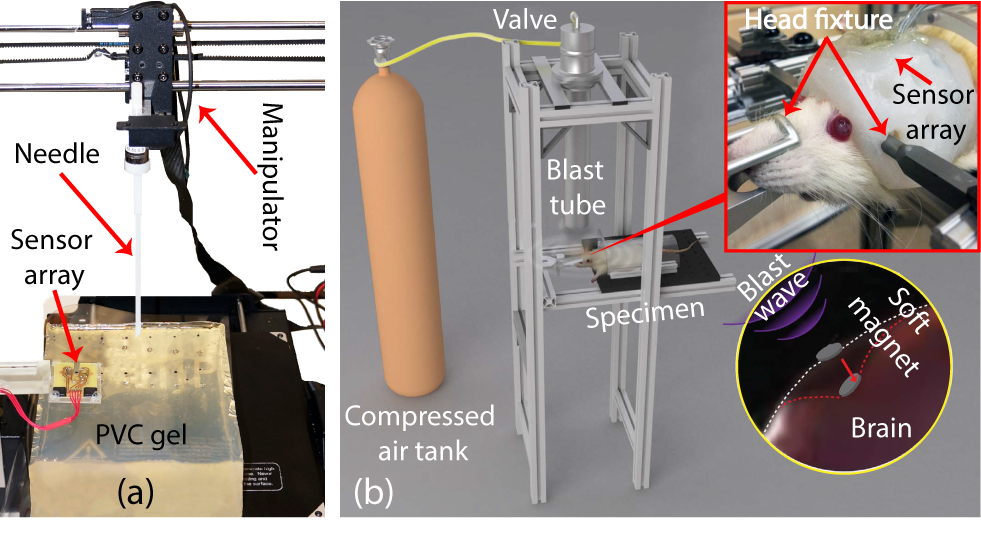 Manipulator
Needle
Sensor
array
PVC gel
(a)
Valve
Blast
tube
Specimen
Compressed
air tank
(b)
Head fixture
Sensor
array
Blast
wave
Soft
magnet
Brain